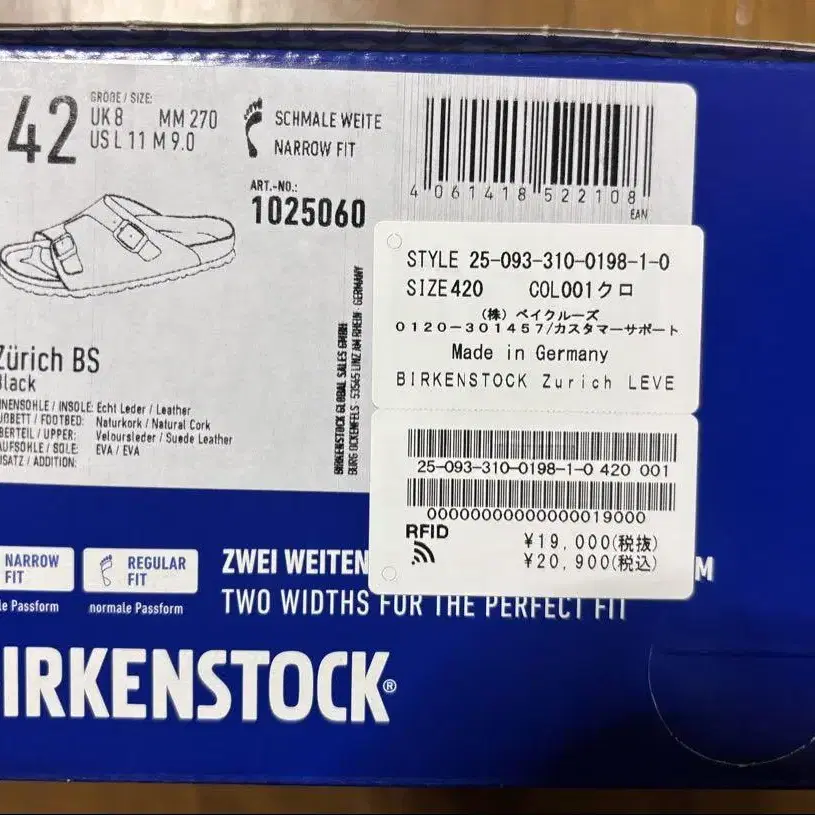 42
GRÖBE / SIZE:
UK 8 MM 270
US L 11 M 9.0
SCHMALE WEITE
NARROW FIT
ART.-NO.:
1025060
4 061418 522108
EAN
STYLE 25-093-310-0198-1-0
SIZE420 COL001クロ
(株) ベイクルーズ
0120-301457/カスタマーサポート
Made in Germany
BIRKENSTOCK Zurich LEVE
Zürich BS
Black
INNENSOHLE / INSOLE: Echt Leder / Leather
FUßBETT / FOOTBED: Naturkork / Natural Cork
OBERTEIL / UPPER: Veloursleder / Suede Leather
LAUFSOHLE / SOLE: EVA / EVA
ZUSATZ / ADDITION:
BIRKENSTOCK GLOBAL SALES GMBH
BURG OCKENFELS · 53545 LINZ AM RHEIN · GERMANY
25-093-310-0198-1-0 420 001
000000000000000019000
RFID
¥19,000(税抜)
¥20,900(税込)
NARROW
FIT
le Passform
REGULAR
FIT
normale Passform
ZWEI WEITEN M
TWO WIDTHS FOR THE PERFECT FIT
BIRKENSTOCK®